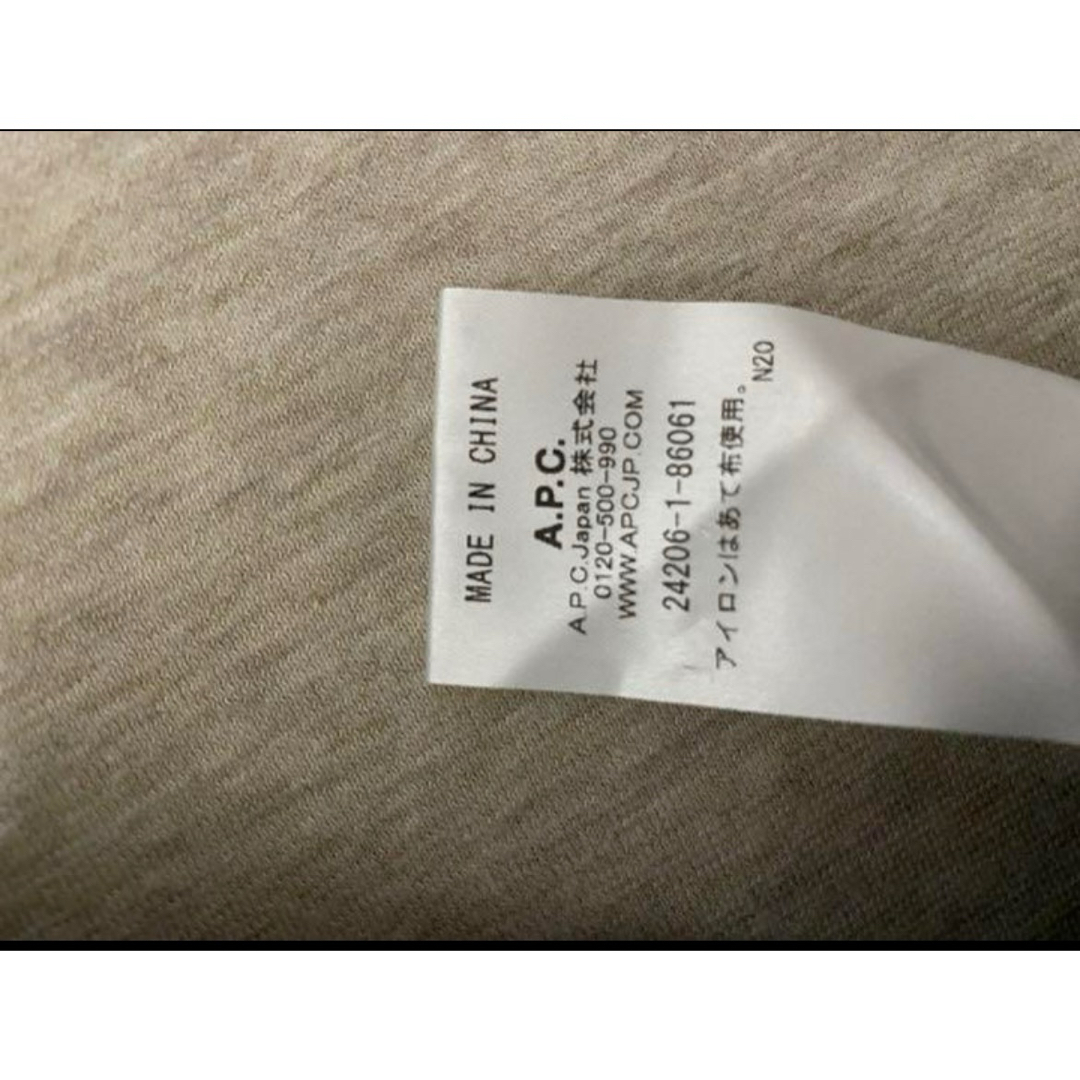 MADE IN CHINA
A.P.C.
A.P.C.Japan 株式会社
0120-500-990
WWW.APCJP.COM
24206-1-86061
アイロンはあて布使用。
N20